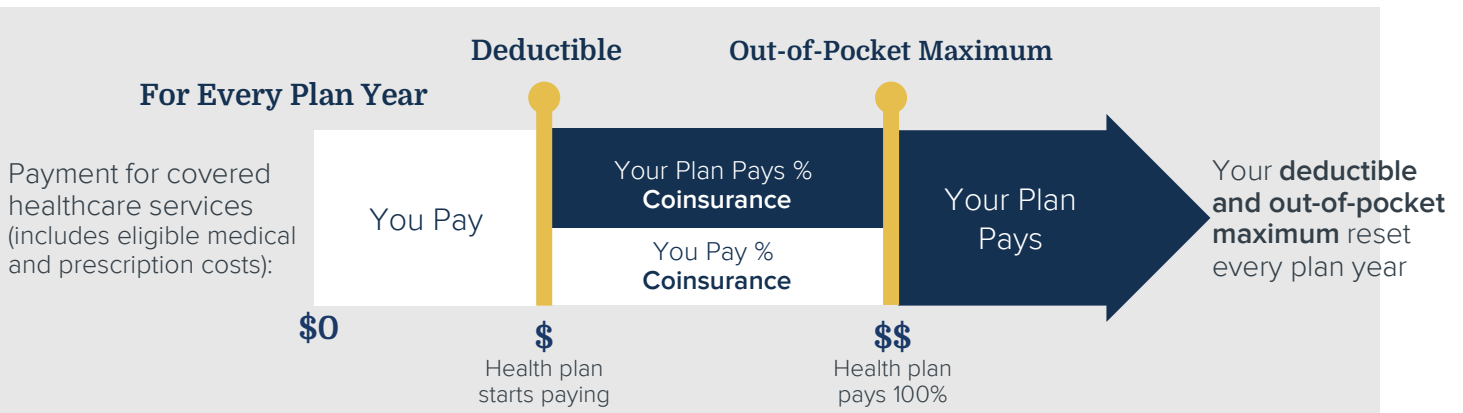 Deductible
Out-of-Pocket Maximum
For Every Plan Year
Payment for covered
healthcare services
(includes eligible medical
and prescription costs):
You Pay
Your Plan Pays %
Coinsurance
You Pay %
Coinsurance
Your Plan
Pays
Your deductible
and out-of-pocket
maximum reset
every plan year
$0
$
Health plan
starts paying
$$
Health plan
pays 100%